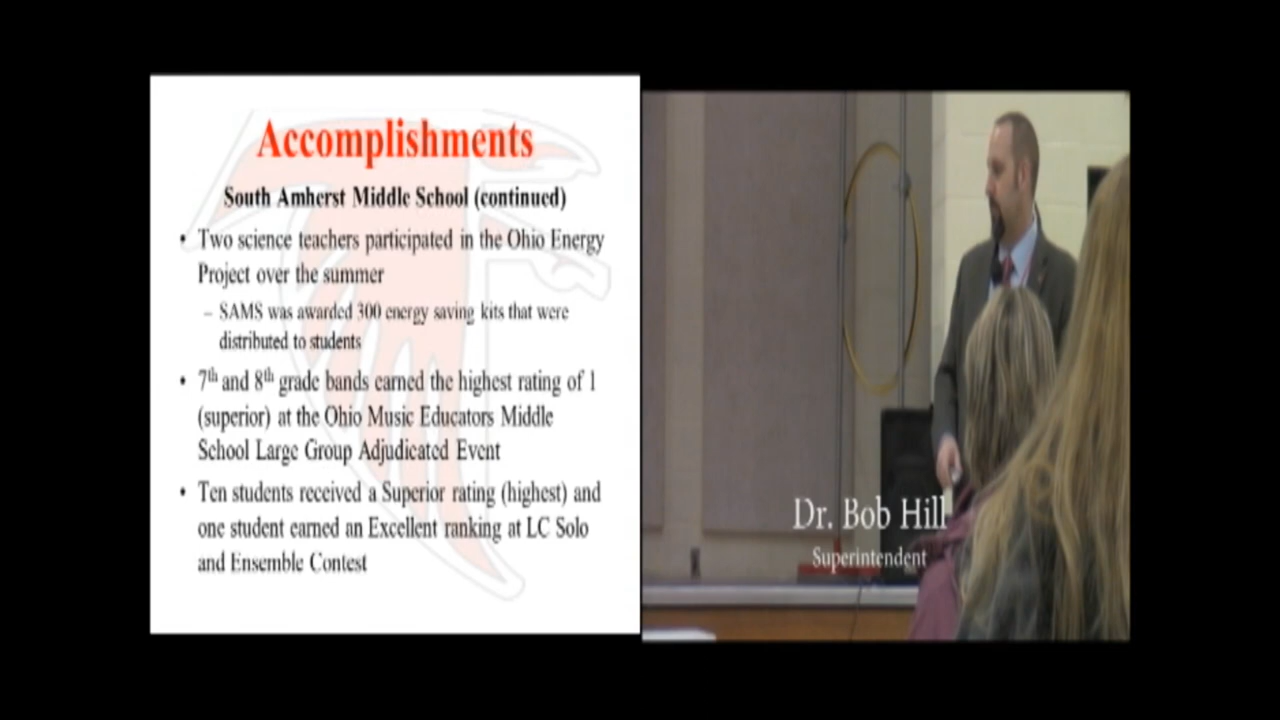 Accomplishments
South Amherst Middle School (continued)
• Two science teachers participated in the Ohio Energy
Project over the summer
– SAMS was awarded 300 energy saving kits that were
distributed to students
• 7th and 8th grade bands earned the highest rating of 1
(superior) at the Ohio Music Educators Middle
School Large Group Adjudicated Event
• Ten students received a Superior rating (highest) and
one student earned an Excellent ranking at LC Solo
and Ensemble Contest
Dr. Bob Hill
Superintendent